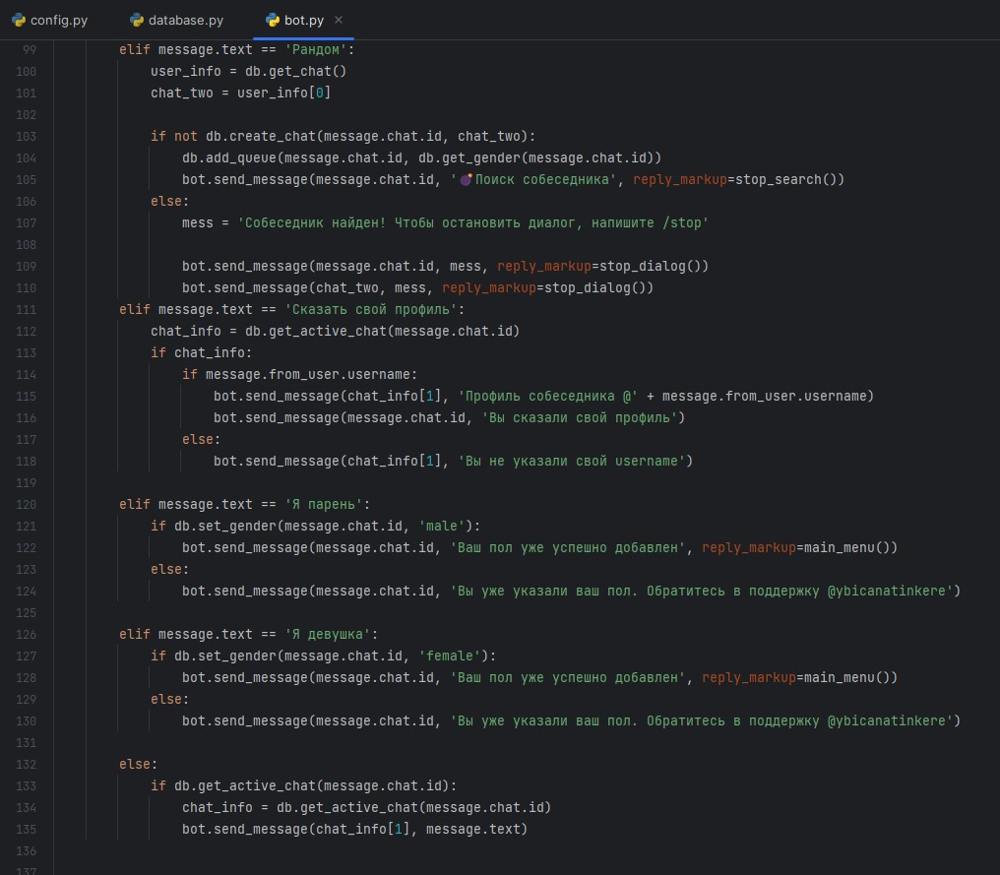 config.py database.py bot.py ×
99 elif message.text == 'Рандом':
100 user_info = db.get_chat()
101 chat_two = user_info[0]
102
103 if not db.create_chat(message.chat.id, chat_two):
104 db.add_queue(message.chat.id, db.get_gender(message.chat.id))
105 bot.send_message(message.chat.id, '💣Поиск собеседника', reply_markup=stop_search())
106 else:
107 mess = 'Собеседник найден! Чтобы остановить диалог, напишите /stop'
108
109 bot.send_message(message.chat.id, mess, reply_markup=stop_dialog())
110 bot.send_message(chat_two, mess, reply_markup=stop_dialog())
111 elif message.text == 'Сказать свой профиль':
112 chat_info = db.get_active_chat(message.chat.id)
113 if chat_info:
114 if message.from_user.username:
115 bot.send_message(chat_info[1], 'Профиль собеседника @' + message.from_user.username)
116 bot.send_message(message.chat.id, 'Вы сказали свой профиль')
117 else:
118 bot.send_message(chat_info[1], 'Вы не указали свой username')
119
120 elif message.text == 'Я парень':
121 if db.set_gender(message.chat.id, 'male'):
122 bot.send_message(message.chat.id, 'Ваш пол уже успешно добавлен', reply_markup=main_menu())
123 else:
124 bot.send_message(message.chat.id, 'Вы уже указали ваш пол. Обратитесь в поддержку @ybicanatinkere')
125
126 elif message.text == 'Я девушка':
127 if db.set_gender(message.chat.id, 'female'):
128 bot.send_message(message.chat.id, 'Ваш пол уже успешно добавлен', reply_markup=main_menu())
129 else:
130 bot.send_message(message.chat.id, 'Вы уже указали ваш пол. Обратитесь в поддержку @ybicanatinkere')
131
132 else:
133 if db.get_active_chat(message.chat.id):
134 chat_info = db.get_active_chat(message.chat.id)
135 bot.send_message(chat_info[1], message.text)
136
137